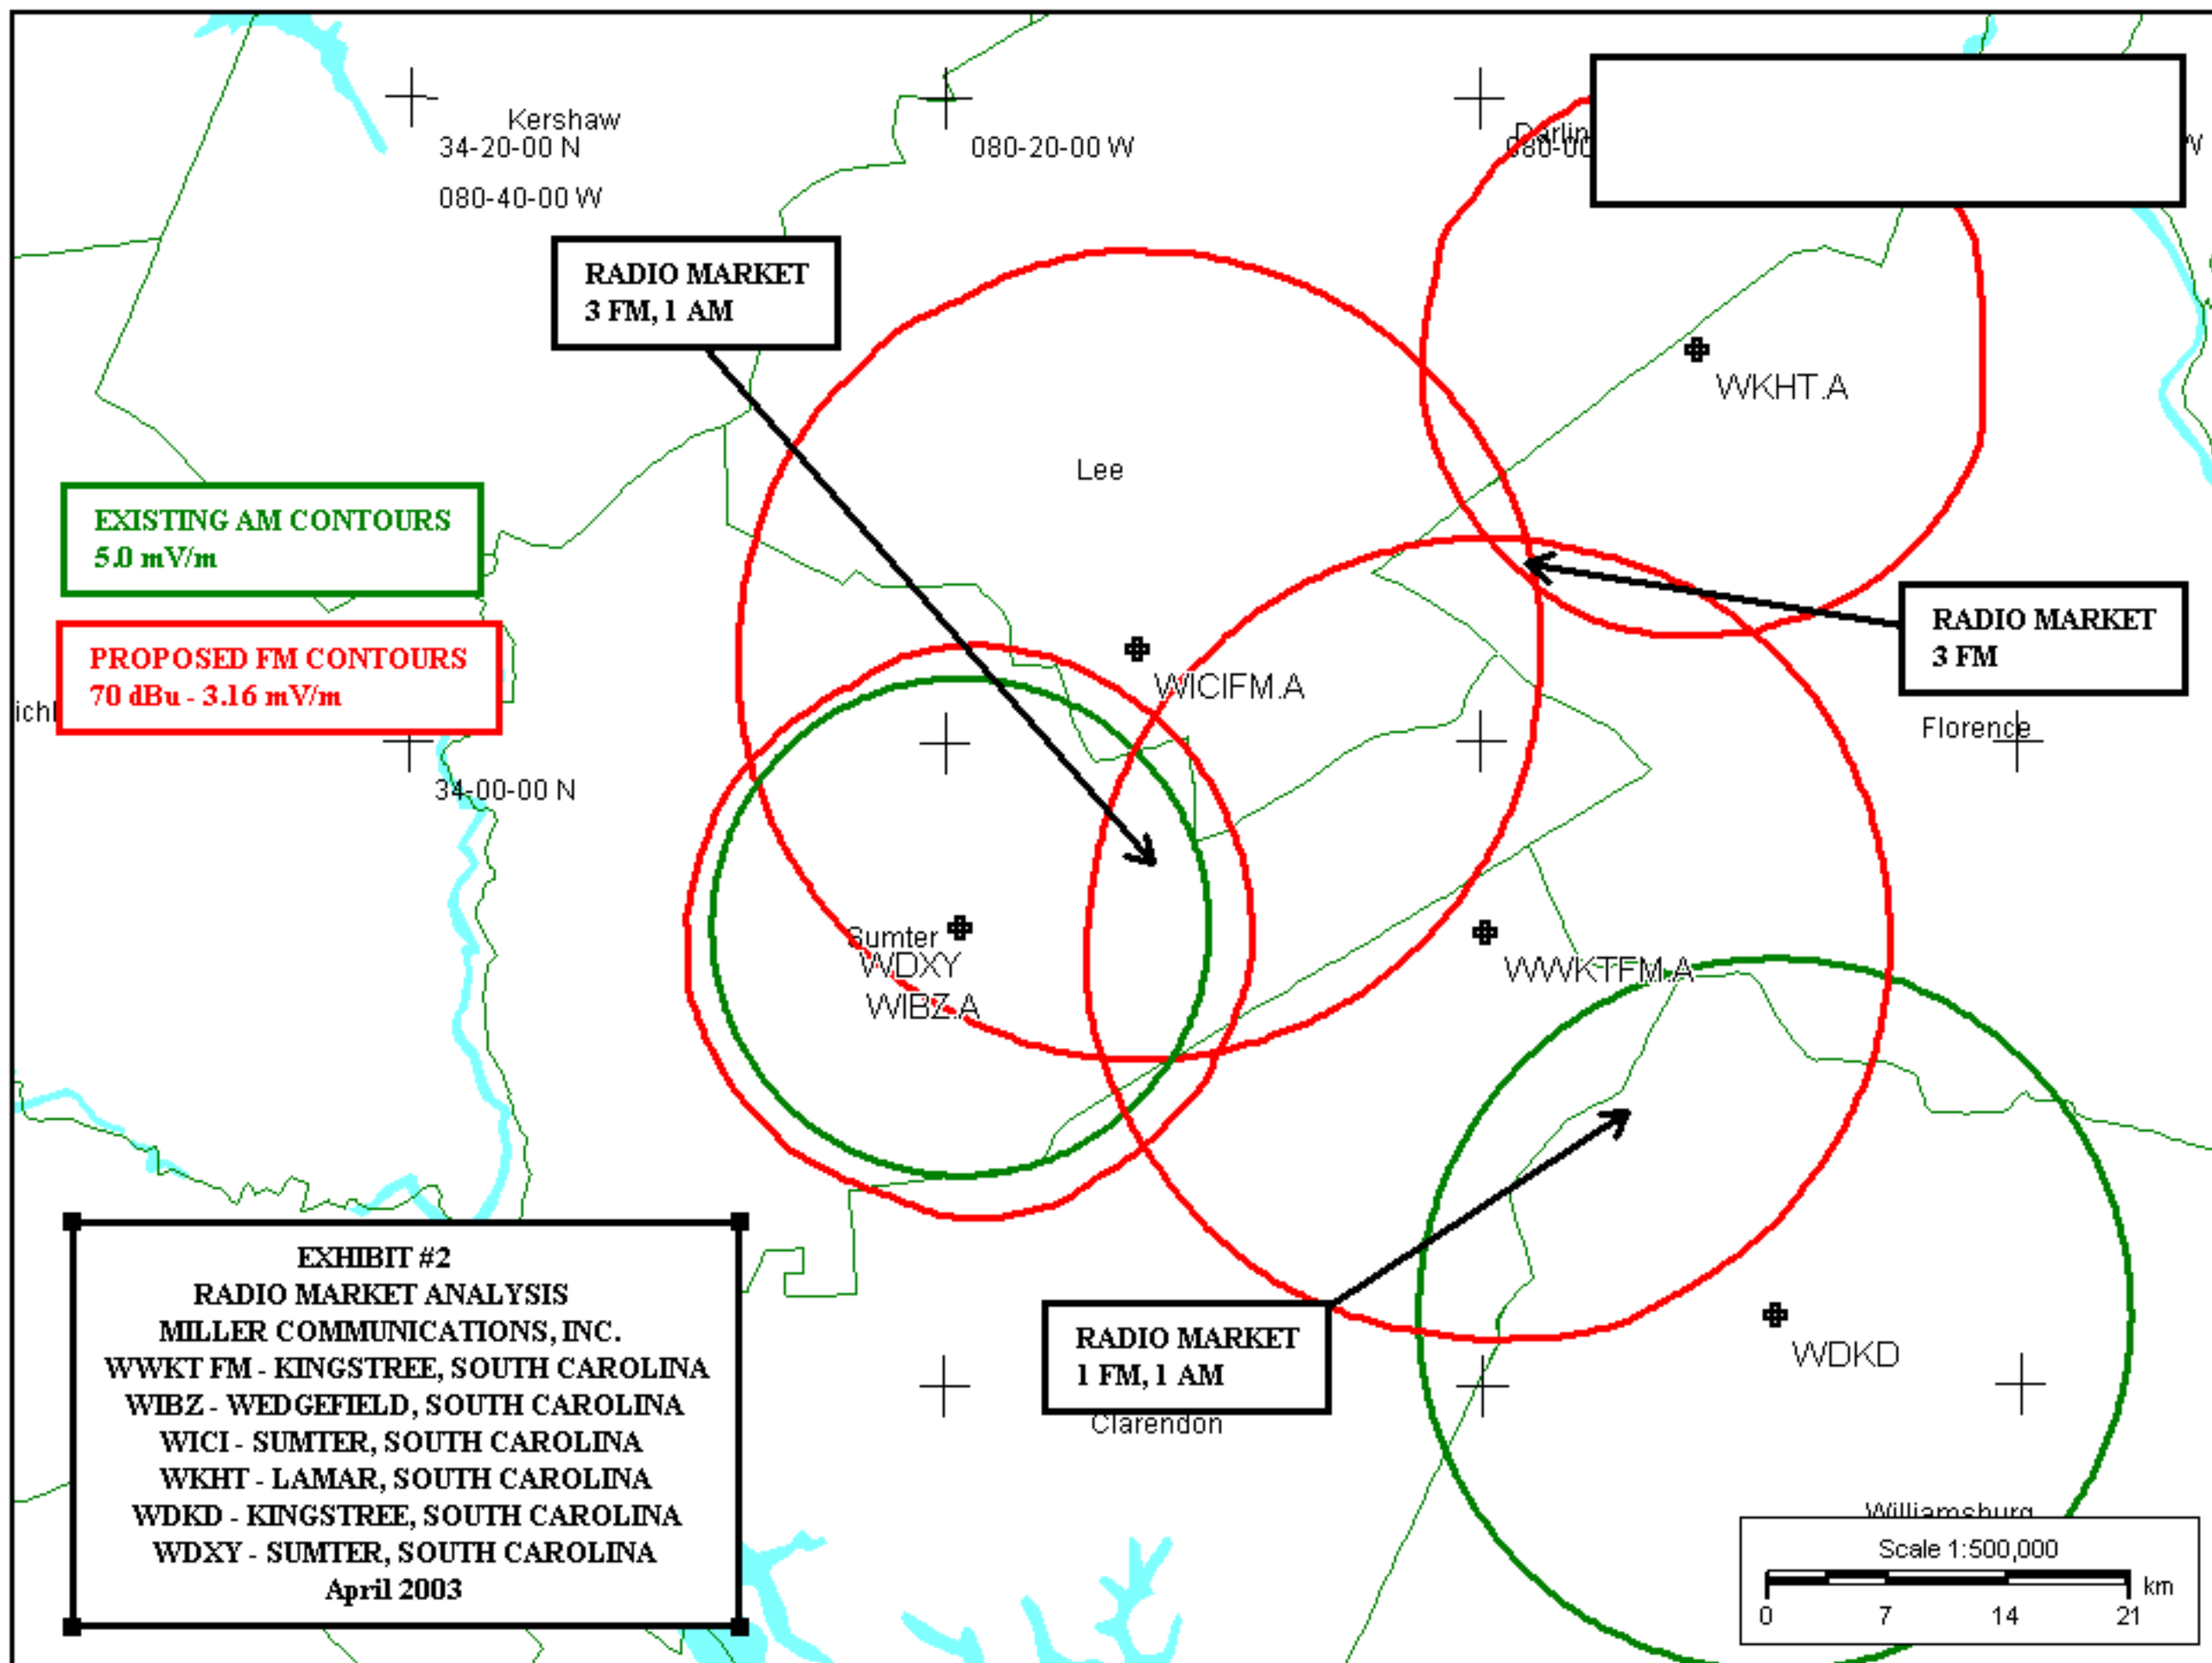 Kershaw
34-20-00 N
080-40-00 W
080-20-00 W
RADIO MARKET
3 FM, 1 AM
WKHT.A
Lee
EXISTING AM CONTOURS
5.0 mV/m
PROPOSED FM CONTOURS
70 dBu - 3.16 mV/m
RADIO MARKET
3 FM
WICIFM.A
Florence
34-00-00 N
Sumter
WDXY
WIBZ.A
WWKTFM.A
RADIO MARKET
1 FM, 1 AM
WDKD
Clarendon
EXHIBIT #2
RADIO MARKET ANALYSIS
MILLER COMMUNICATIONS, INC.
WWKT FM - KINGSTREE, SOUTH CAROLINA
WIBZ - WEDGEFIELD, SOUTH CAROLINA
WICI - SUMTER, SOUTH CAROLINA
WKHT - LAMAR, SOUTH CAROLINA
WDKD - KINGSTREE, SOUTH CAROLINA
WDXY - SUMTER, SOUTH CAROLINA
April 2003
Williamsburg
Scale 1:500,000
km
0 7 14 21